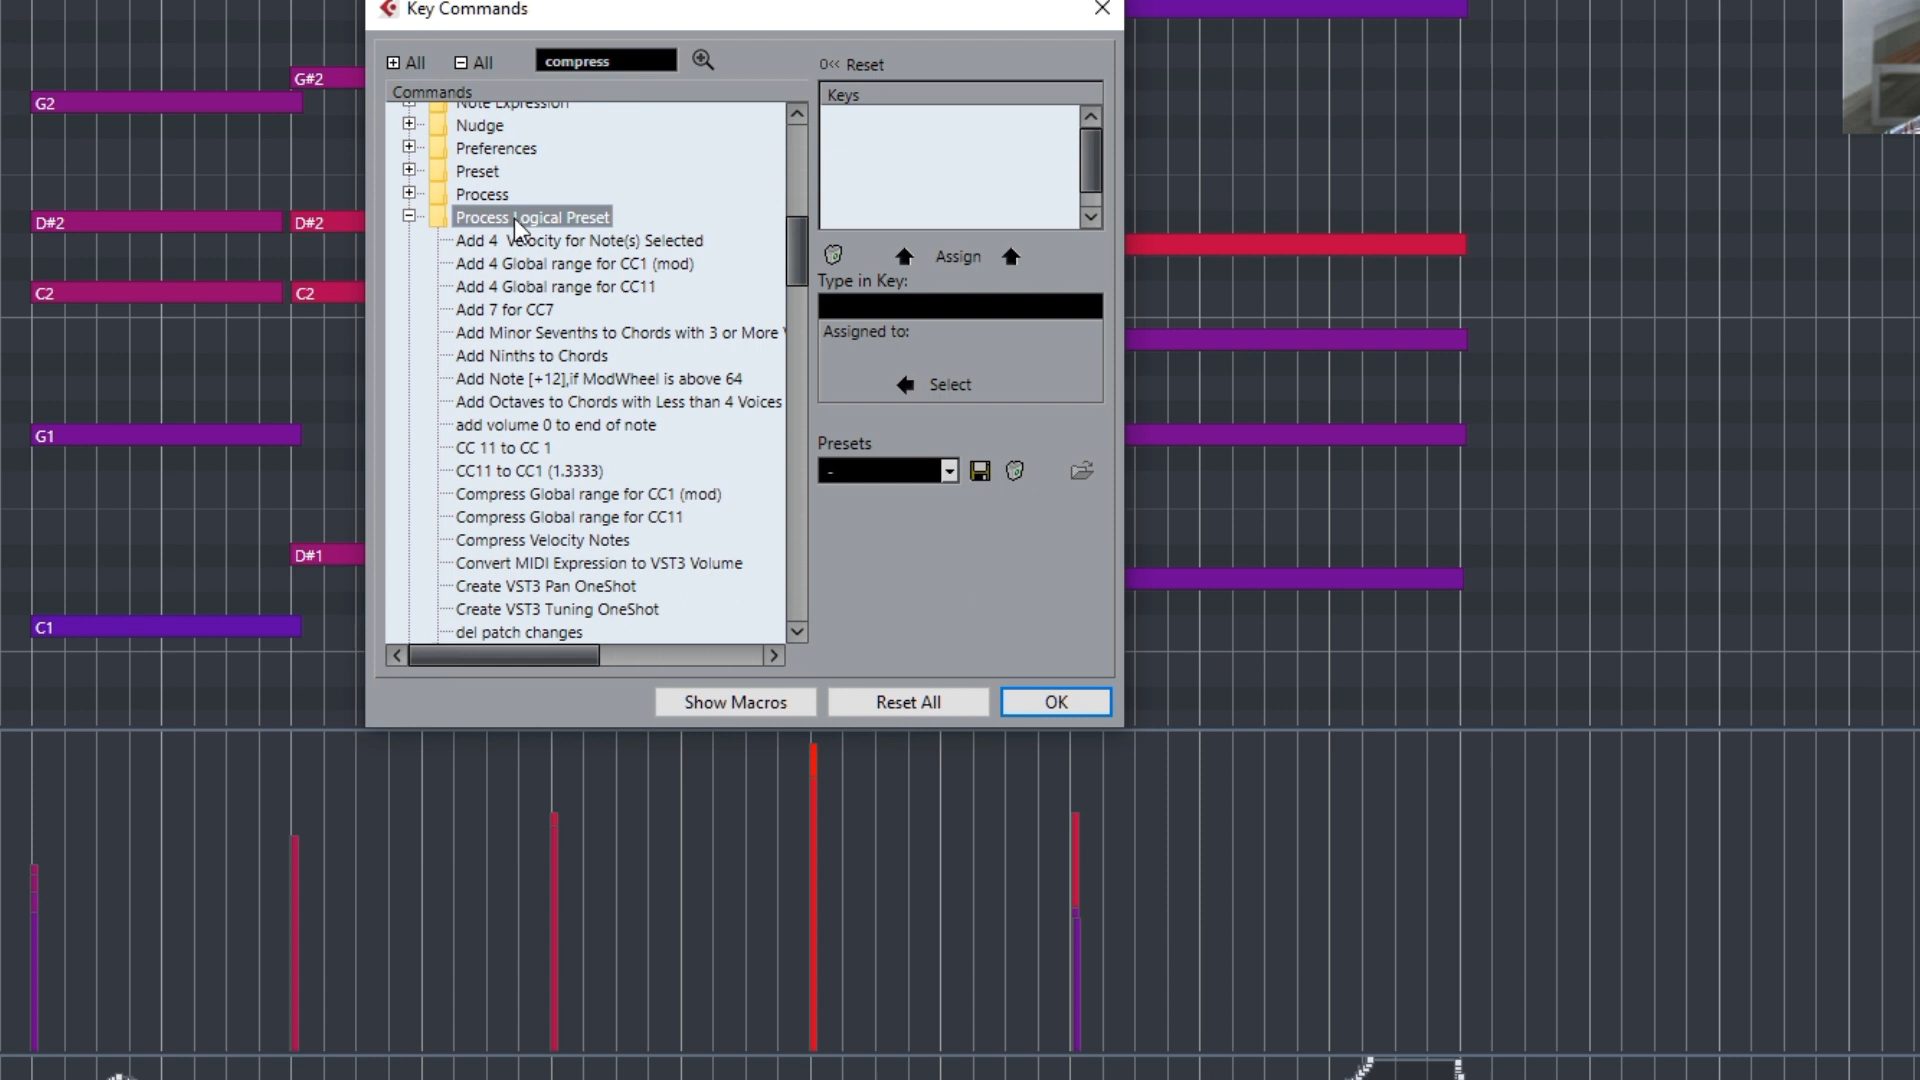 Key Commands
All
All
compress
0<< Reset
Commands
Keys
Note Expression
Nudge
Preferences
Preset
Process
Process Logical Preset
Add 4 Velocity for Note(s) Selected
Add 4 Global range for CC1 (mod)
Add 4 Global range for CC11
Add 7 for CC7
Add Minor Sevenths to Chords with 3 or More
Add Ninths to Chords
Add Note [+12],if ModWheel is above 64
Add Octaves to Chords with Less than 4 Voices
add volume 0 to end of note
CC 11 to CC 1
CC11 to CC1 (1.3333)
Compress Global range for CC1 (mod)
Compress Global range for CC11
Compress Velocity Notes
Convert MIDI Expression to VST3 Volume
Create VST3 Pan OneShot
Create VST3 Tuning OneShot
del patch changes
Assign
Type in Key:
Assigned to:
Select
Presets
-
Show Macros
Reset All
OK
G#2
G2
D#2
D#2
C2
C2
G1
D#1
C1